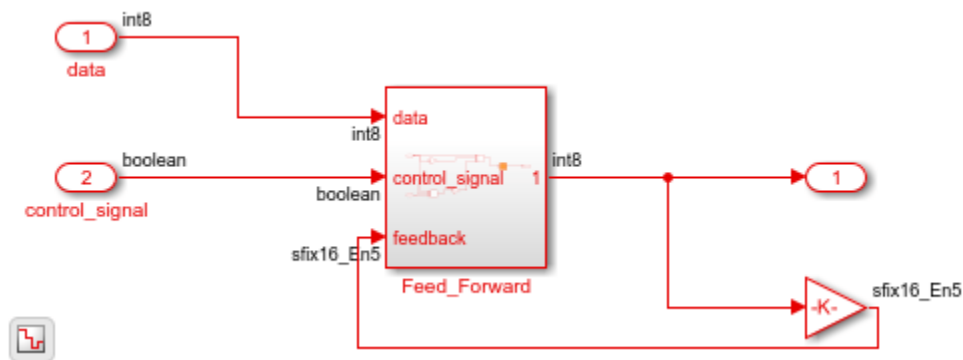 int8
1
data
int8
data
boolean
2
control_signal
boolean
control_signal
1
int8
1
sfix16_En5
feedback
Feed_Forward
-K-
sfix16_En5